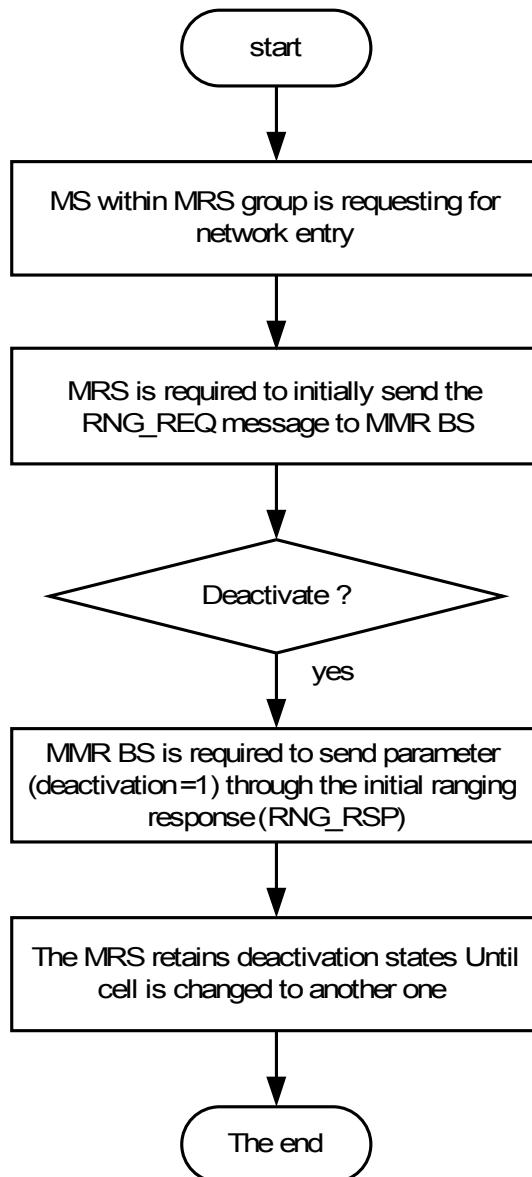 start
MS within MRS group is requesting for
network entry
MRS is required to initially send the
RNG_REQ message to MMR BS
Deactivate ?
yes
MMR BS is required to send parameter
(deactivation=1) through the initial ranging
response (RNG_RSP)
The MRS retains deactivation states Until
cell is changed to another one
The end